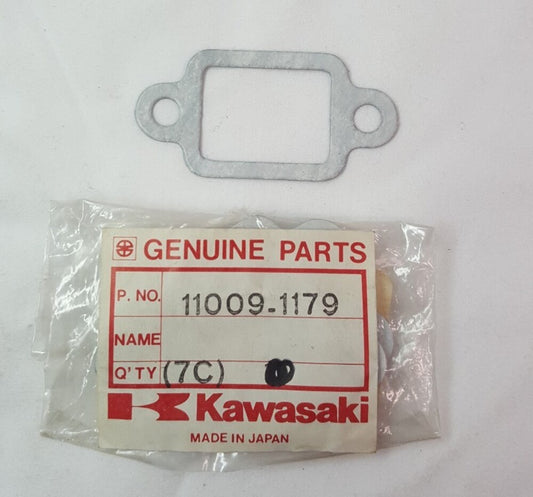 GENUINE PARTS
P. NO. 11009-1179
NAME
Q'TY (7C)
Kawasaki
MADE IN JAPAN